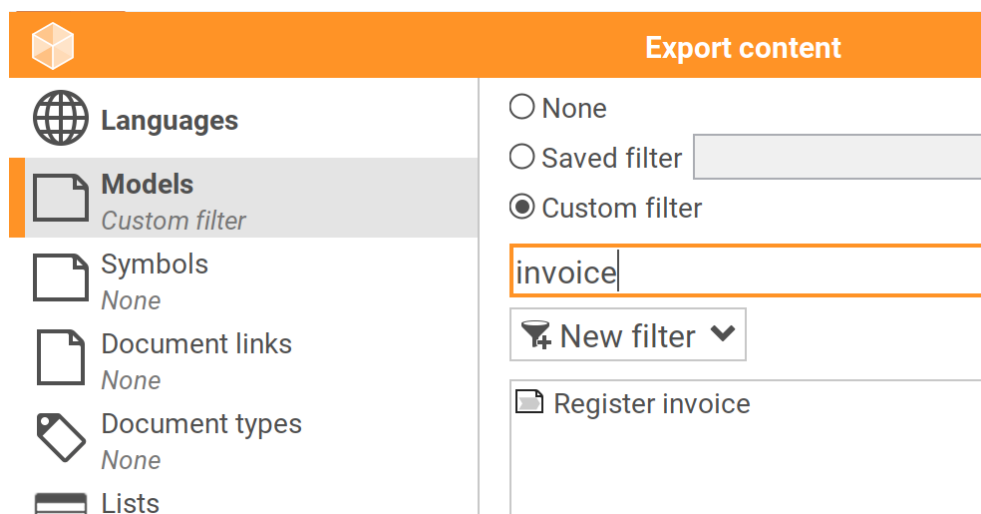 Export content
Languages
Models
Custom filter
Symbols
None
Document links
None
Document types
None
Lists
None
Saved filter
Custom filter
invoice
New filter
Register invoice